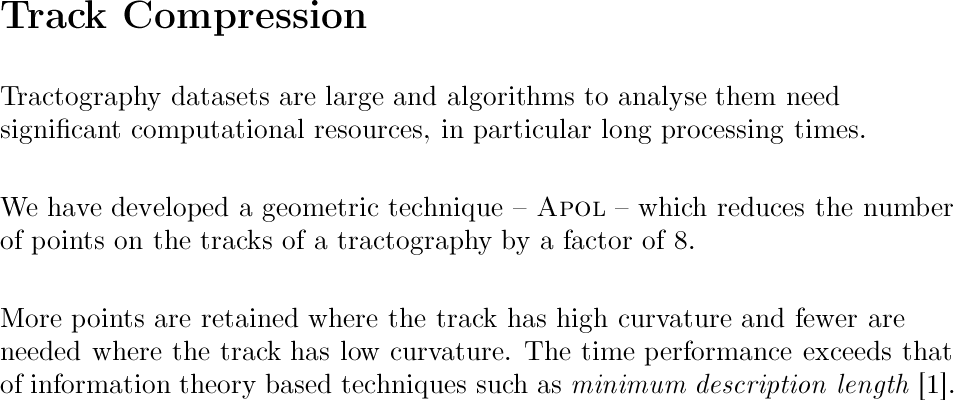 Track Compression
Tractography datasets are large and algorithms to analyse them need
significant computational resources, in particular long processing times.
We have developed a geometric technique – APOL – which reduces the number
of points on the tracks of a tractography by a factor of 8.
More points are retained where the track has high curvature and fewer are
needed where the track has low curvature. The time performance exceeds that
of information theory based techniques such as minimum description length [1].